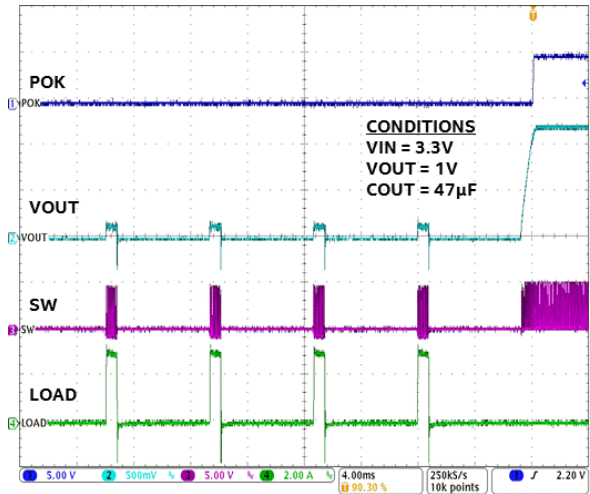 T
POK
1 POK
CONDITIONS
VIN = 3.3V
VOUT = 1V
COUT = 47µF
VOUT
2 VOUT
SW
3 SW
LOAD
4 LOAD
1 5.00 V 2 500mV 3 5.00 V 4 2.00 A 4.00ms 250kS/s 1 2.20 V
T 90.30 % 10k points